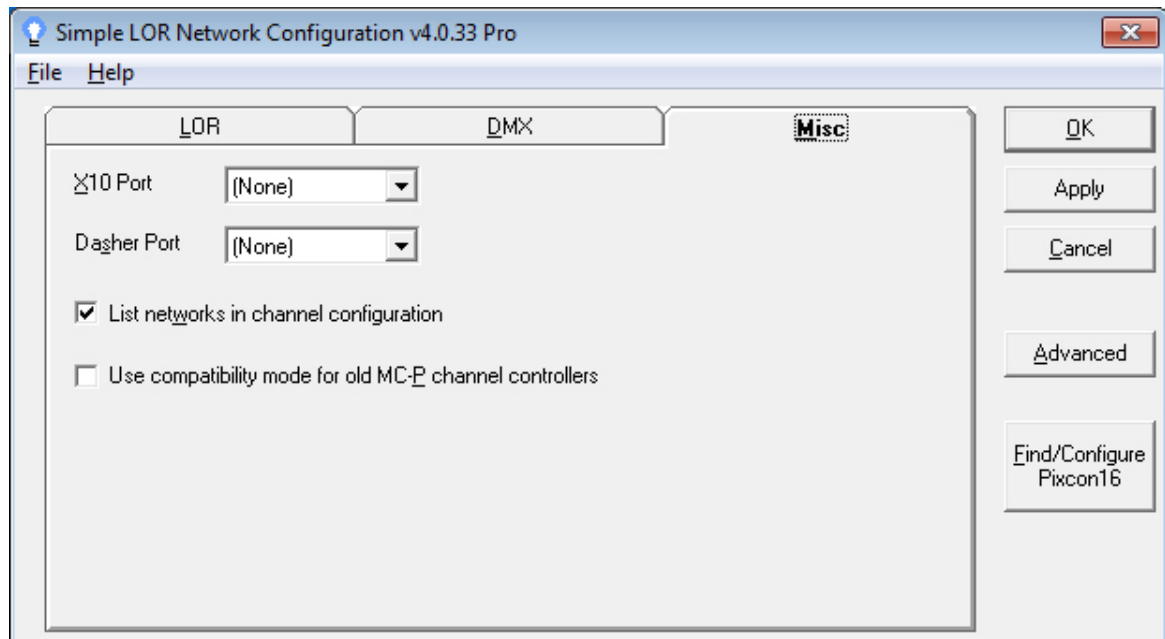 Simple LOR Network Configuration v4.0.33 Pro
File Help
LOR DMX Misc
X10 Port (None)
Dasher Port (None)
List networks in channel configuration
Use compatibility mode for old MC-P channel controllers
OK
Apply
Cancel
Advanced
Find/Configure
Pixcon16